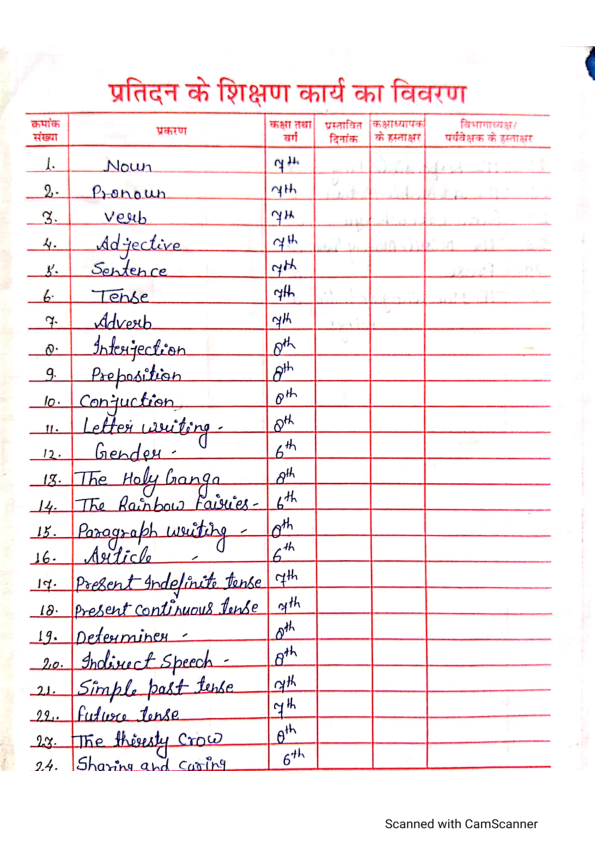 प्रतिदन के शिक्षण कार्य का विवरण
कमांक संख्या
प्रकरण
कक्षा तथा वर्ग
प्रस्तावित दिनांक
कक्षाध्यापक के हस्ताक्षर
विभागाध्यक्ष/ पर्यवेक्षक के हस्ताक्षर
1. Noun 7th
2. Pronoun 7th
3. Verb 7th
4. Adjective 7th
5. Sentence 7th
6. Tense 7th
7. Adverb 7th
8. Interjection 8th
9. Preposition 8th
10. Conjuction 8th
11. Letter writing - 8th
12. Gender - 6th
13. The Holy Ganga 8th
14. The Rainbow Fairies - 6th
15. Paragraph writing - 8th
16. Article - 6th
17. Present Indefinite tense 7th
18. Present continuous tense 7th
19. Determiner - 8th
20. Indirect Speech - 8th
21. Simple past tense 7th
22. Future tense 7th
23. The thirsty Crow 8th
24. Sharing and caring 6th
Scanned with CamScanner